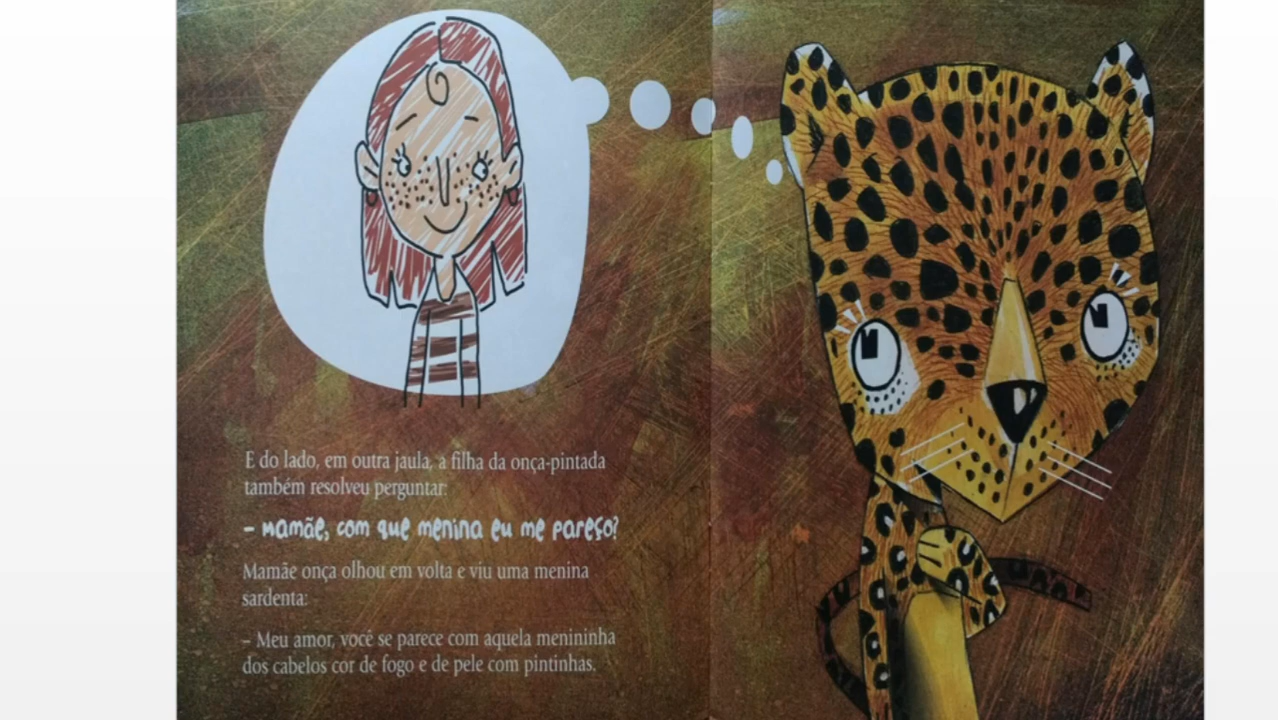 E do lado, em outra jaula, a filha da onça-pintada
também resolveu perguntar:
– Mamãe, com que menina eu me pareço?
Mamãe onça olhou em volta e viu uma menina
sardenta:
– Meu amor, você se parece com aquela menininha
dos cabelos cor de fogo e de pele com pintinhas.